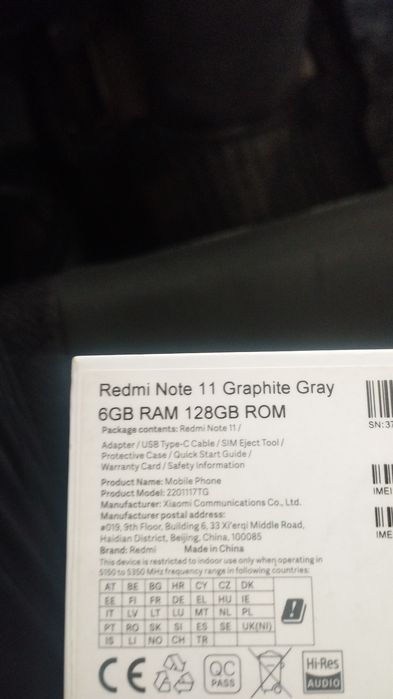 Redmi Note 11 Graphite Gray
6GB RAM 128GB ROM
Package contents: Redmi Note 11 /
Adapter / USB Type-C Cable / SIM Eject Tool /
Protective Case / Quick Start Guide /
Warranty Card / Safety Information
Product Name: Mobile Phone
Product Model: 2201117TG
Manufacturer: Xiaomi Communications Co., Ltd.
Manufacturer postal address:
#019, 9th Floor, Building 6, 33 Xi'erqi Middle Road,
Haidian District, Beijing, China, 100085
Brand: Redmi Made in China
This device is restricted to indoor use only when operating in
5150 to 5350 MHz frequency range in following countries:
AT BE BG HR CY CZ DK
EE FI FR DE EL HU IE
IT LV LT LU MT NL PL
PT RO SK SI ES SE UK(NI)
IS LI NO CH TR
CE
QC
PASS
Hi-Res
AUDIO
SN: 37
IMEI
IME